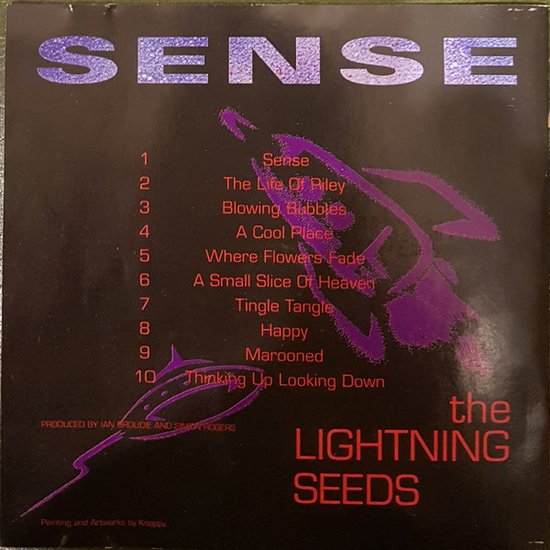 SENSE
1 Sense
2 The Life Of Riley
3 Blowing Bubbles
4 A Cool Place
5 Where Flowers Fade
6 A Small Slice Of Heaven
7 Tingle Tangle
8 Happy
9 Marooned
10 Thinking Up Looking Down
the
LIGHTNING
SEEDS
PRODUCED BY IAN BROUDIE AND SIMON ROGERS
Painting and Artworks by Knoppy.